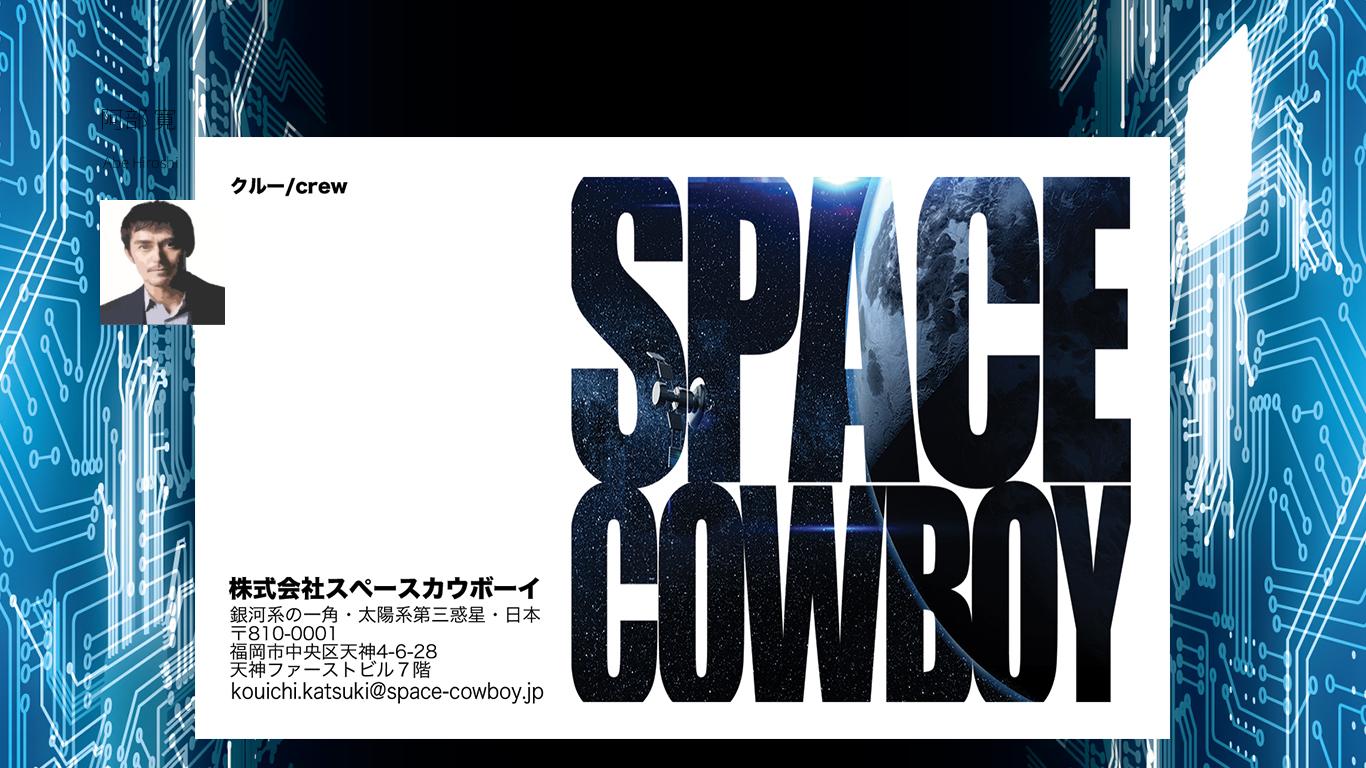 阿部 寛
Abe Hiroshi
クルー/crew
SPACE
COWBOY
株式会社スペースカウボーイ
銀河系の一角・太陽系第三惑星・日本
〒810-0001
福岡市中央区天神4-6-28
天神ファーストビル７階
kouichi.katsuki@space-cowboy.jp